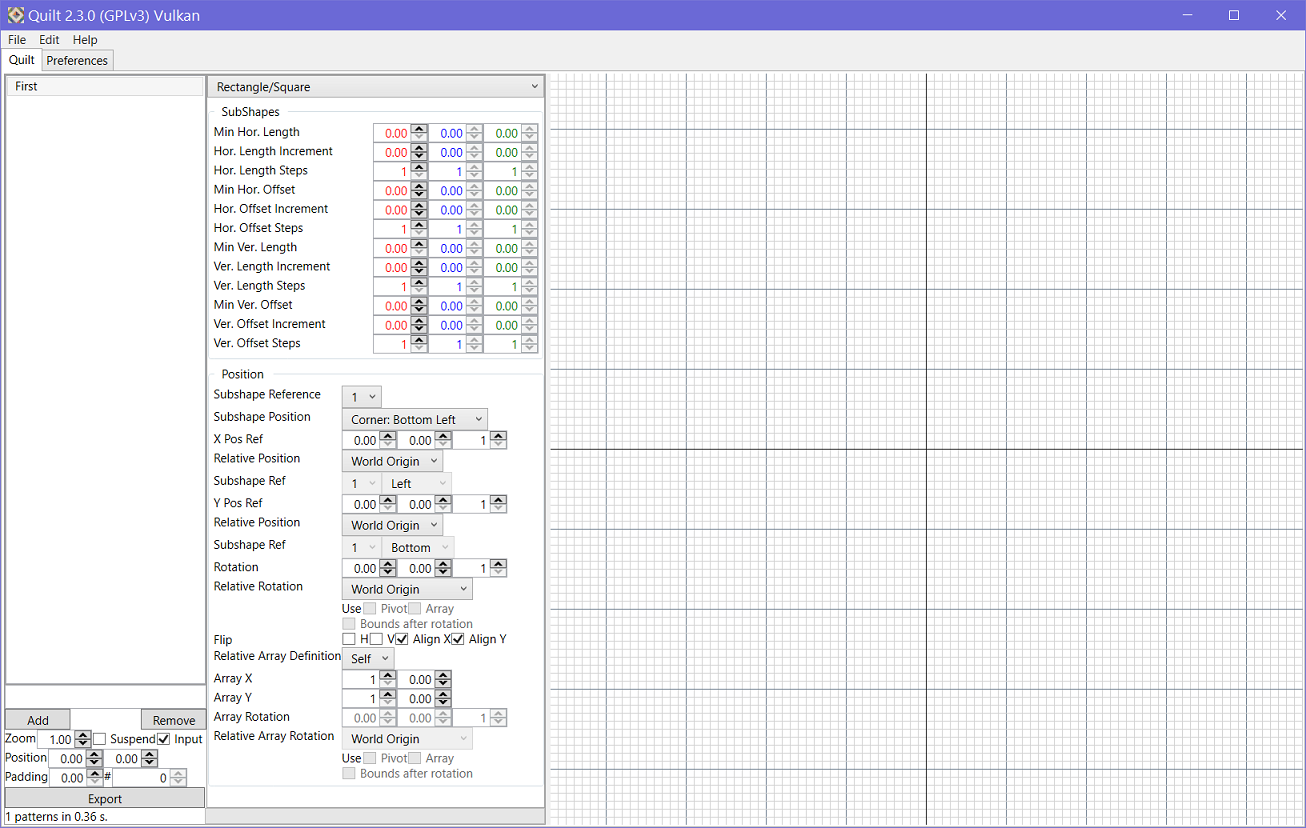 Quilt 2.3.0 (GPLv3) Vulkan
File Edit Help
Quilt Preferences
First
Rectangle/Square
SubShapes
Min Hor. Length 0.00 0.00 0.00
Hor. Length Increment 0.00 0.00 0.00
Hor. Length Steps 1 1 1
Min Hor. Offset 0.00 0.00 0.00
Hor. Offset Increment 0.00 0.00 0.00
Hor. Offset Steps 1 1 1
Min Ver. Length 0.00 0.00 0.00
Ver. Length Increment 0.00 0.00 0.00
Ver. Length Steps 1 1 1
Min Ver. Offset 0.00 0.00 0.00
Ver. Offset Increment 0.00 0.00 0.00
Ver. Offset Steps 1 1 1
Position
Subshape Reference 1
Subshape Position Corner: Bottom Left
X Pos Ref 0.00 0.00 1
Relative Position World Origin
Subshape Ref 1 Left
Y Pos Ref 0.00 0.00 1
Relative Position World Origin
Subshape Ref 1 Bottom
Rotation 0.00 0.00 1
Relative Rotation World Origin
Use Pivot Array
Bounds after rotation
Flip H V Align X Align Y
Relative Array Definition Self
Array X 1 0.00
Array Y 1 0.00
Array Rotation 0.00 0.00 1
Relative Array Rotation World Origin
Use Pivot Array
Bounds after rotation
Add Remove
Zoom 1.00 Suspend Input
Position 0.00 0.00
Padding 0.00 # 0
Export
1 patterns in 0.36 s.